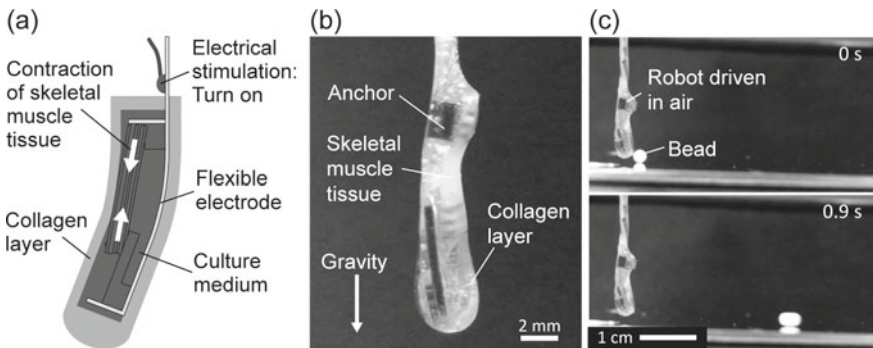 (a)
Contraction
of skeletal
muscle
tissue
Electrical
stimulation:
Turn on
Flexible
electrode
Collagen
layer
Culture
medium
(b)
Anchor
Skeletal
muscle
tissue
Collagen
layer
Gravity
2 mm
(c)
0 s
Robot driven
in air
Bead
0.9 s
1 cm